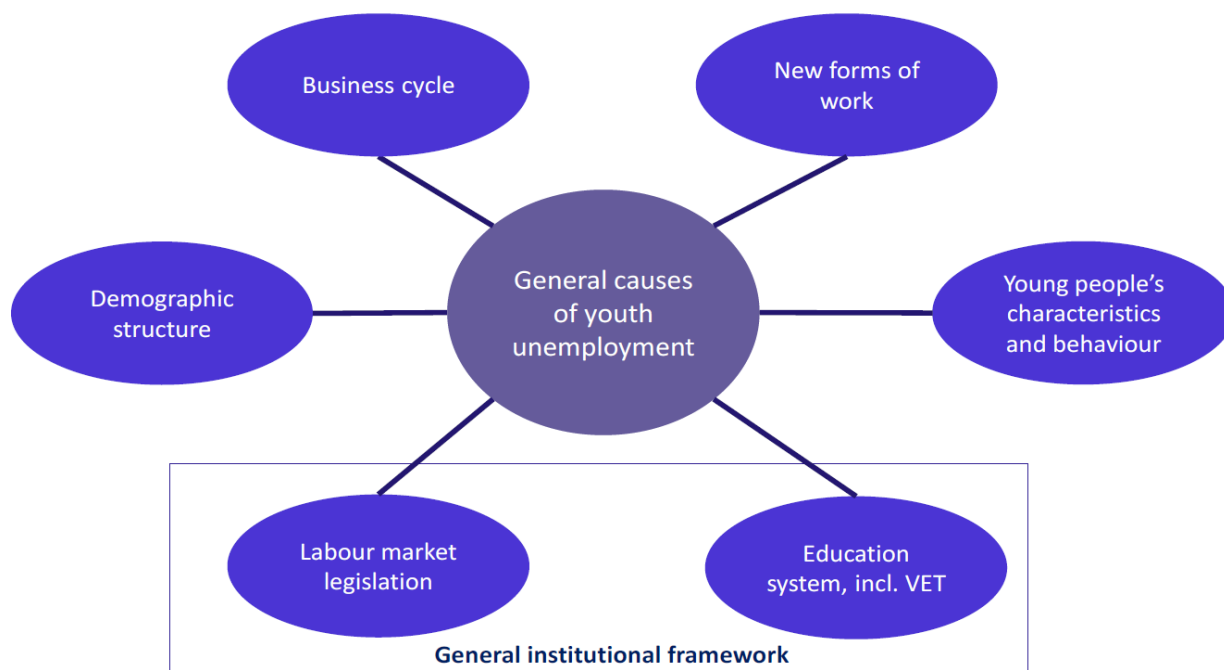 Business cycle
New forms of
work
General causes
of youth
unemployment
Demographic
structure
Young people’s
characteristics
and behaviour
Labour market
legislation
Education
system, incl. VET
General institutional framework